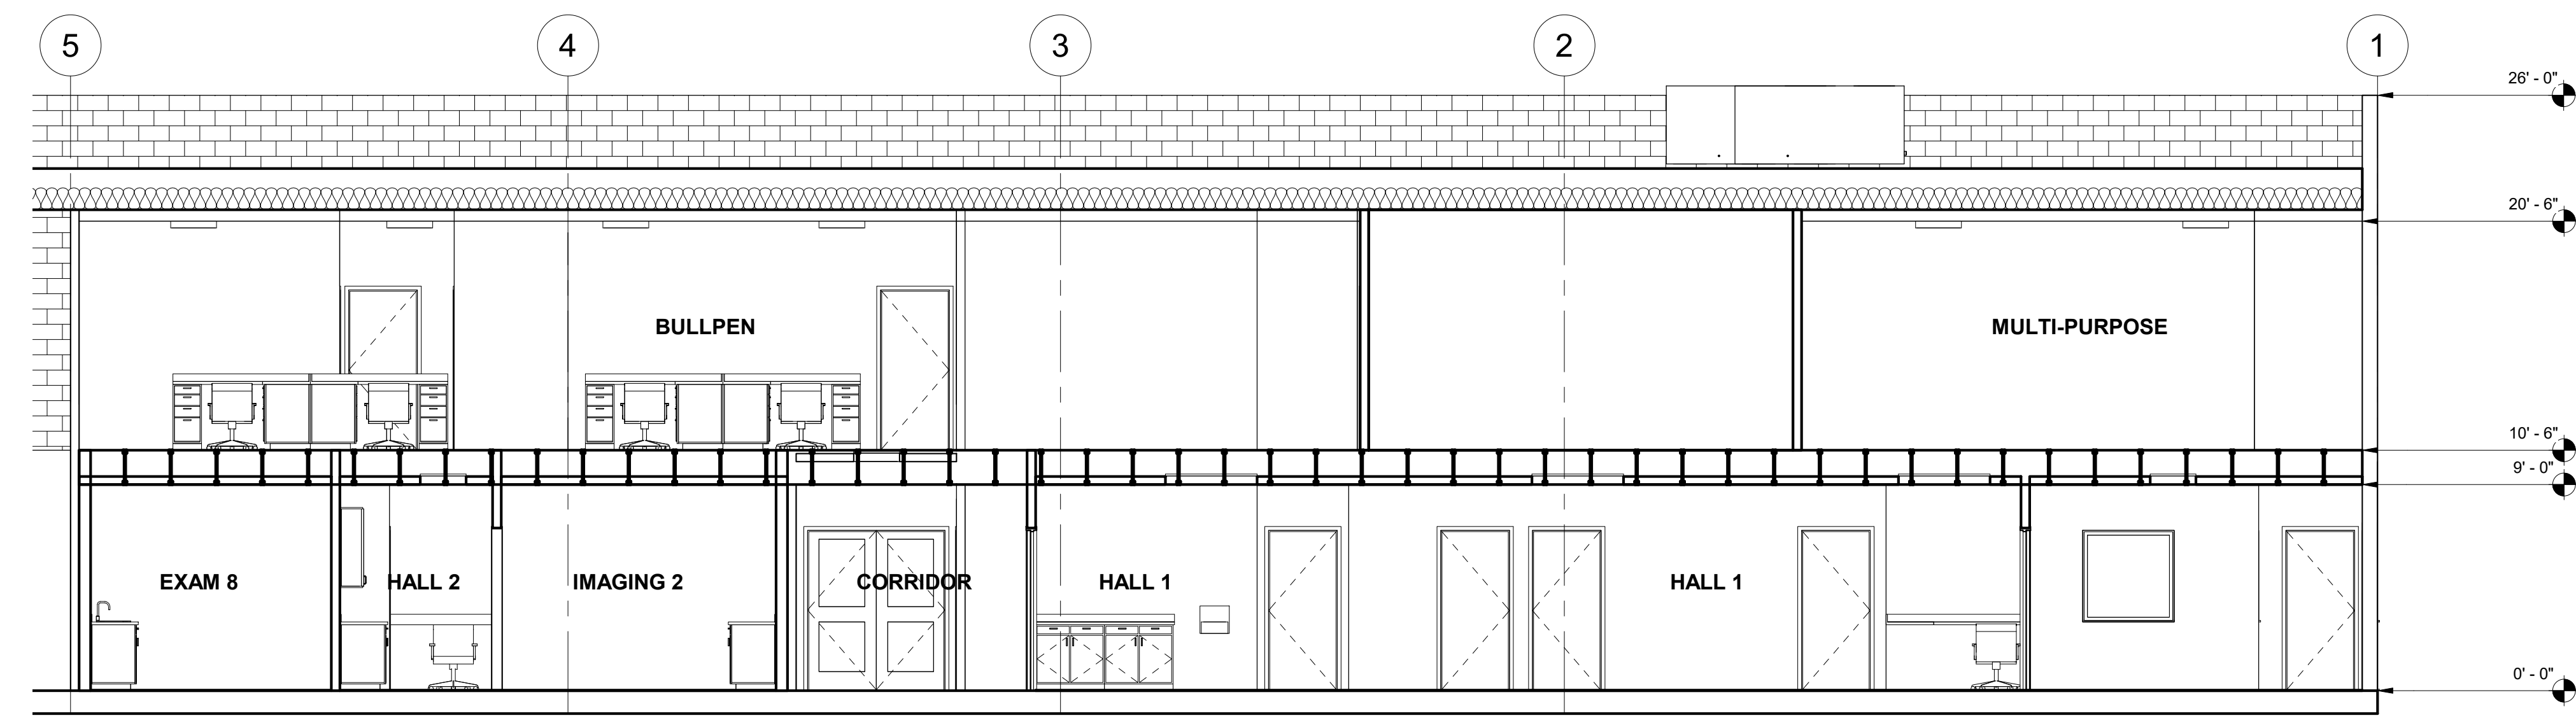 5 4 3 2 1
26' - 0"
20' - 6"
BULLPEN MULTI-PURPOSE
10' - 6"
9' - 0"
EXAM 8 HALL 2 IMAGING 2 CORRIDOR HALL 1 HALL 1
0' - 0"